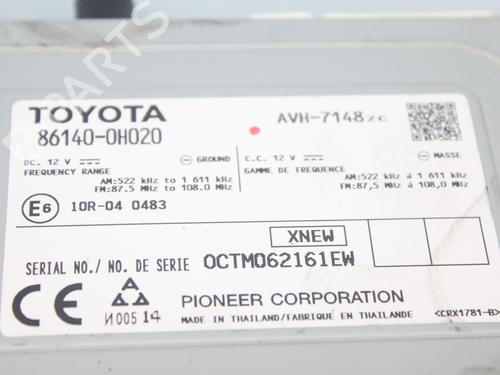 TOYOTA
86140-0H020
AVH-7148zc
DC. 12 V GROUND
FREQUENCY RANGE
AM:522 kHz to 1 611 kHz
FM:87.5 MHz to 108.0 MHz
C.C. 12 V MASSE
GAMME DE FREQUENCE
AM:522 kHz á 1 611 kHz
FM:87,5 MHz á 108,0 MHz
E6 10R-04 0483
XNEW
SERIAL NO./ NO. DE SERIE OCTM062161EW
CE
И005 14
PIONEER CORPORATION
MADE IN THAILAND/FABRIQUE EN THAILANDE
<CRX1781-B>
PARTS